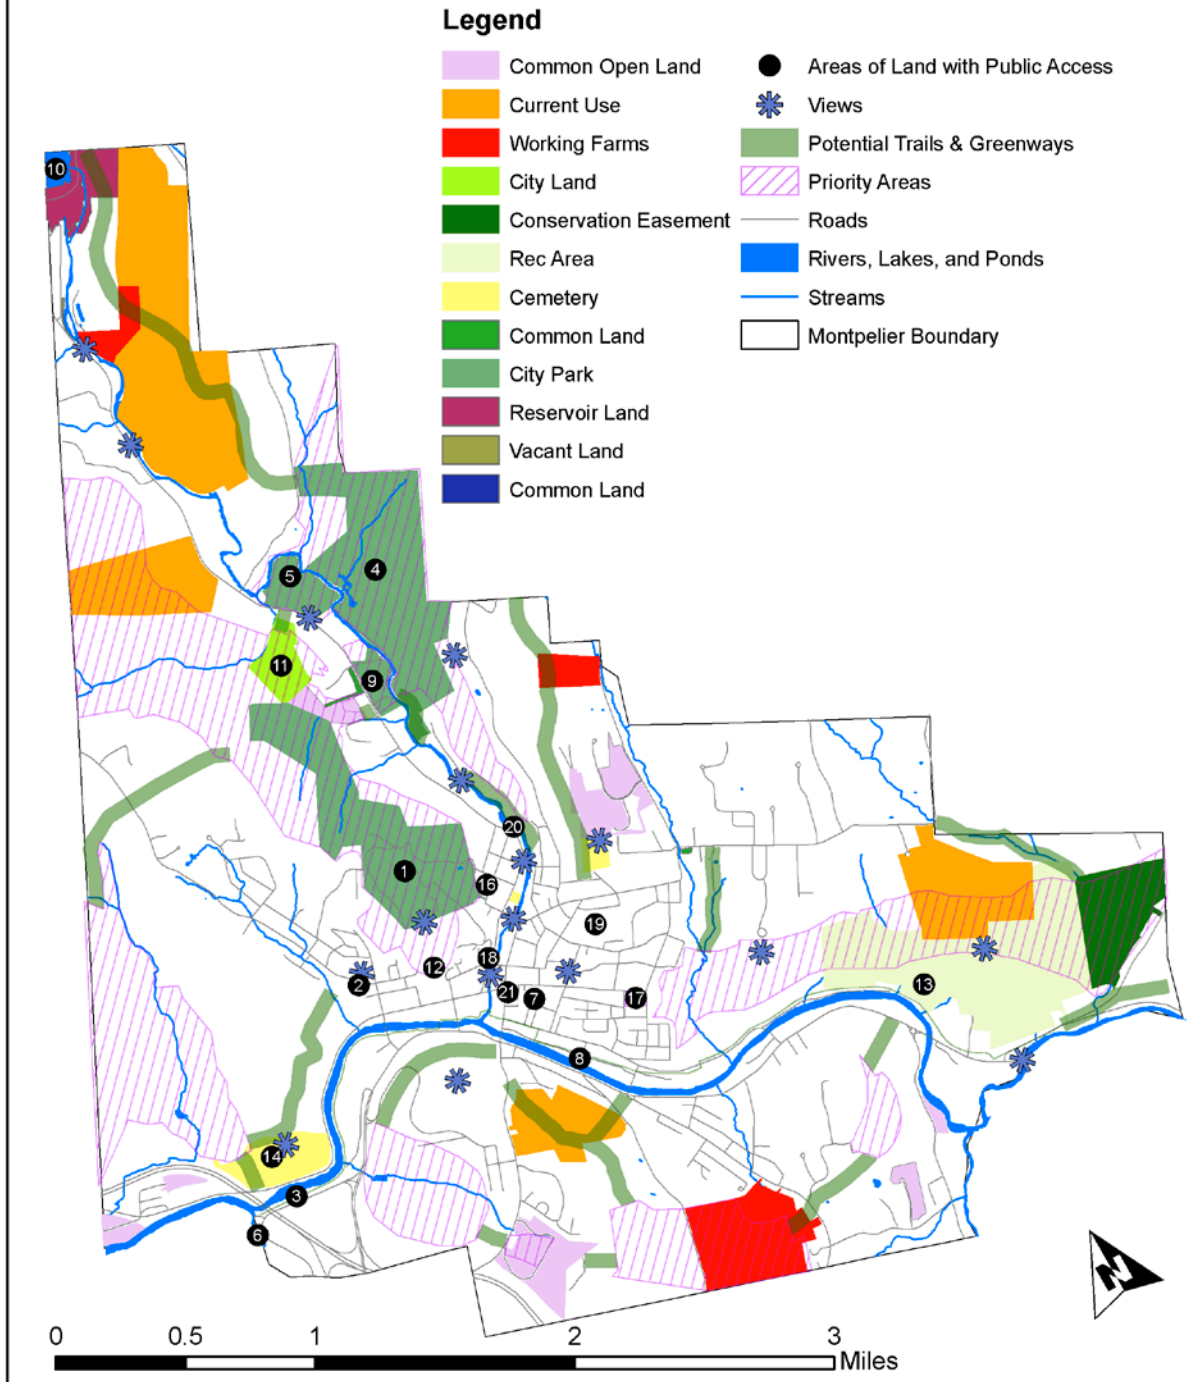 Legend
Common Open Land
Current Use
Working Farms
City Land
Conservation Easement
Rec Area
Cemetery
Common Land
City Park
Reservoir Land
Vacant Land
Common Land
Areas of Land with Public Access
Views
Potential Trails & Greenways
Priority Areas
Roads
Rivers, Lakes, and Ponds
Streams
Montpelier Boundary
10
5
4
11
9
20
1
16
19
12
18
2
21
7
17
13
8
14
3
6
N
0 0.5 1 2 3
Miles